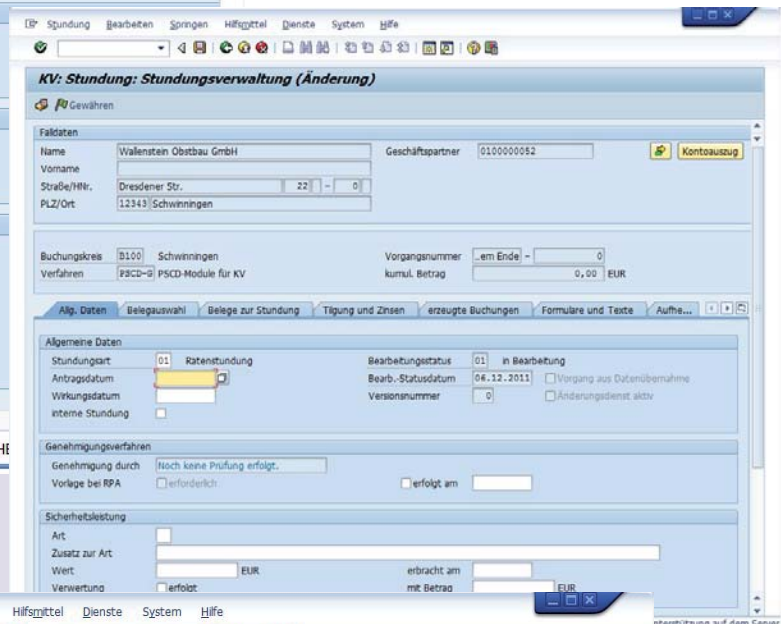 Stundung Bearbeiten Springen Hilfsmittel Dienste System Hilfe
KV: Stundung: Stundungsverwaltung (Änderung)
Gewähren
Falldaten
Name Wallenstein Obstbau GmbH Geschäftspartner 0100000052 Kontoauszug
Vorname
Straße/HNr. Dresdener Str. 22 - 0
PLZ/Ort 12343 Schwinningen
Buchungskreis B100 Schwinningen Vorgangsnummer ..em Ende - 0
Verfahren PSCD-G PSCD-Module für KV kumul. Betrag 0,00 EUR
Allg. Daten Belegauswahl Belege zur Stundung Tilgung und Zinsen erzeugte Buchungen Formulare und Texte Aufhe...
Allgemeine Daten
Stundungsart 01 Ratenstundung Bearbeitungsstatus 01 in Bearbeitung
Antragsdatum Bearb.-Statusdatum 06.12.2011 Vorgang aus Datenübernahme
Wirkungsdatum Versionsnummer 0 Änderungsdienst aktiv
interne Stundung
Genehmigungsverfahren
Genehmigung durch Noch keine Prüfung erfolgt.
Vorlage bei RPA erforderlich erfolgt am
HE
Sicherheitsleistung
Art
Zusatz zur Art
Wert EUR erbracht am
Verwertung erfolgt mit Betrag EUR
Hilfsmittel Dienste System Hilfe
nterstützung auf dem Server